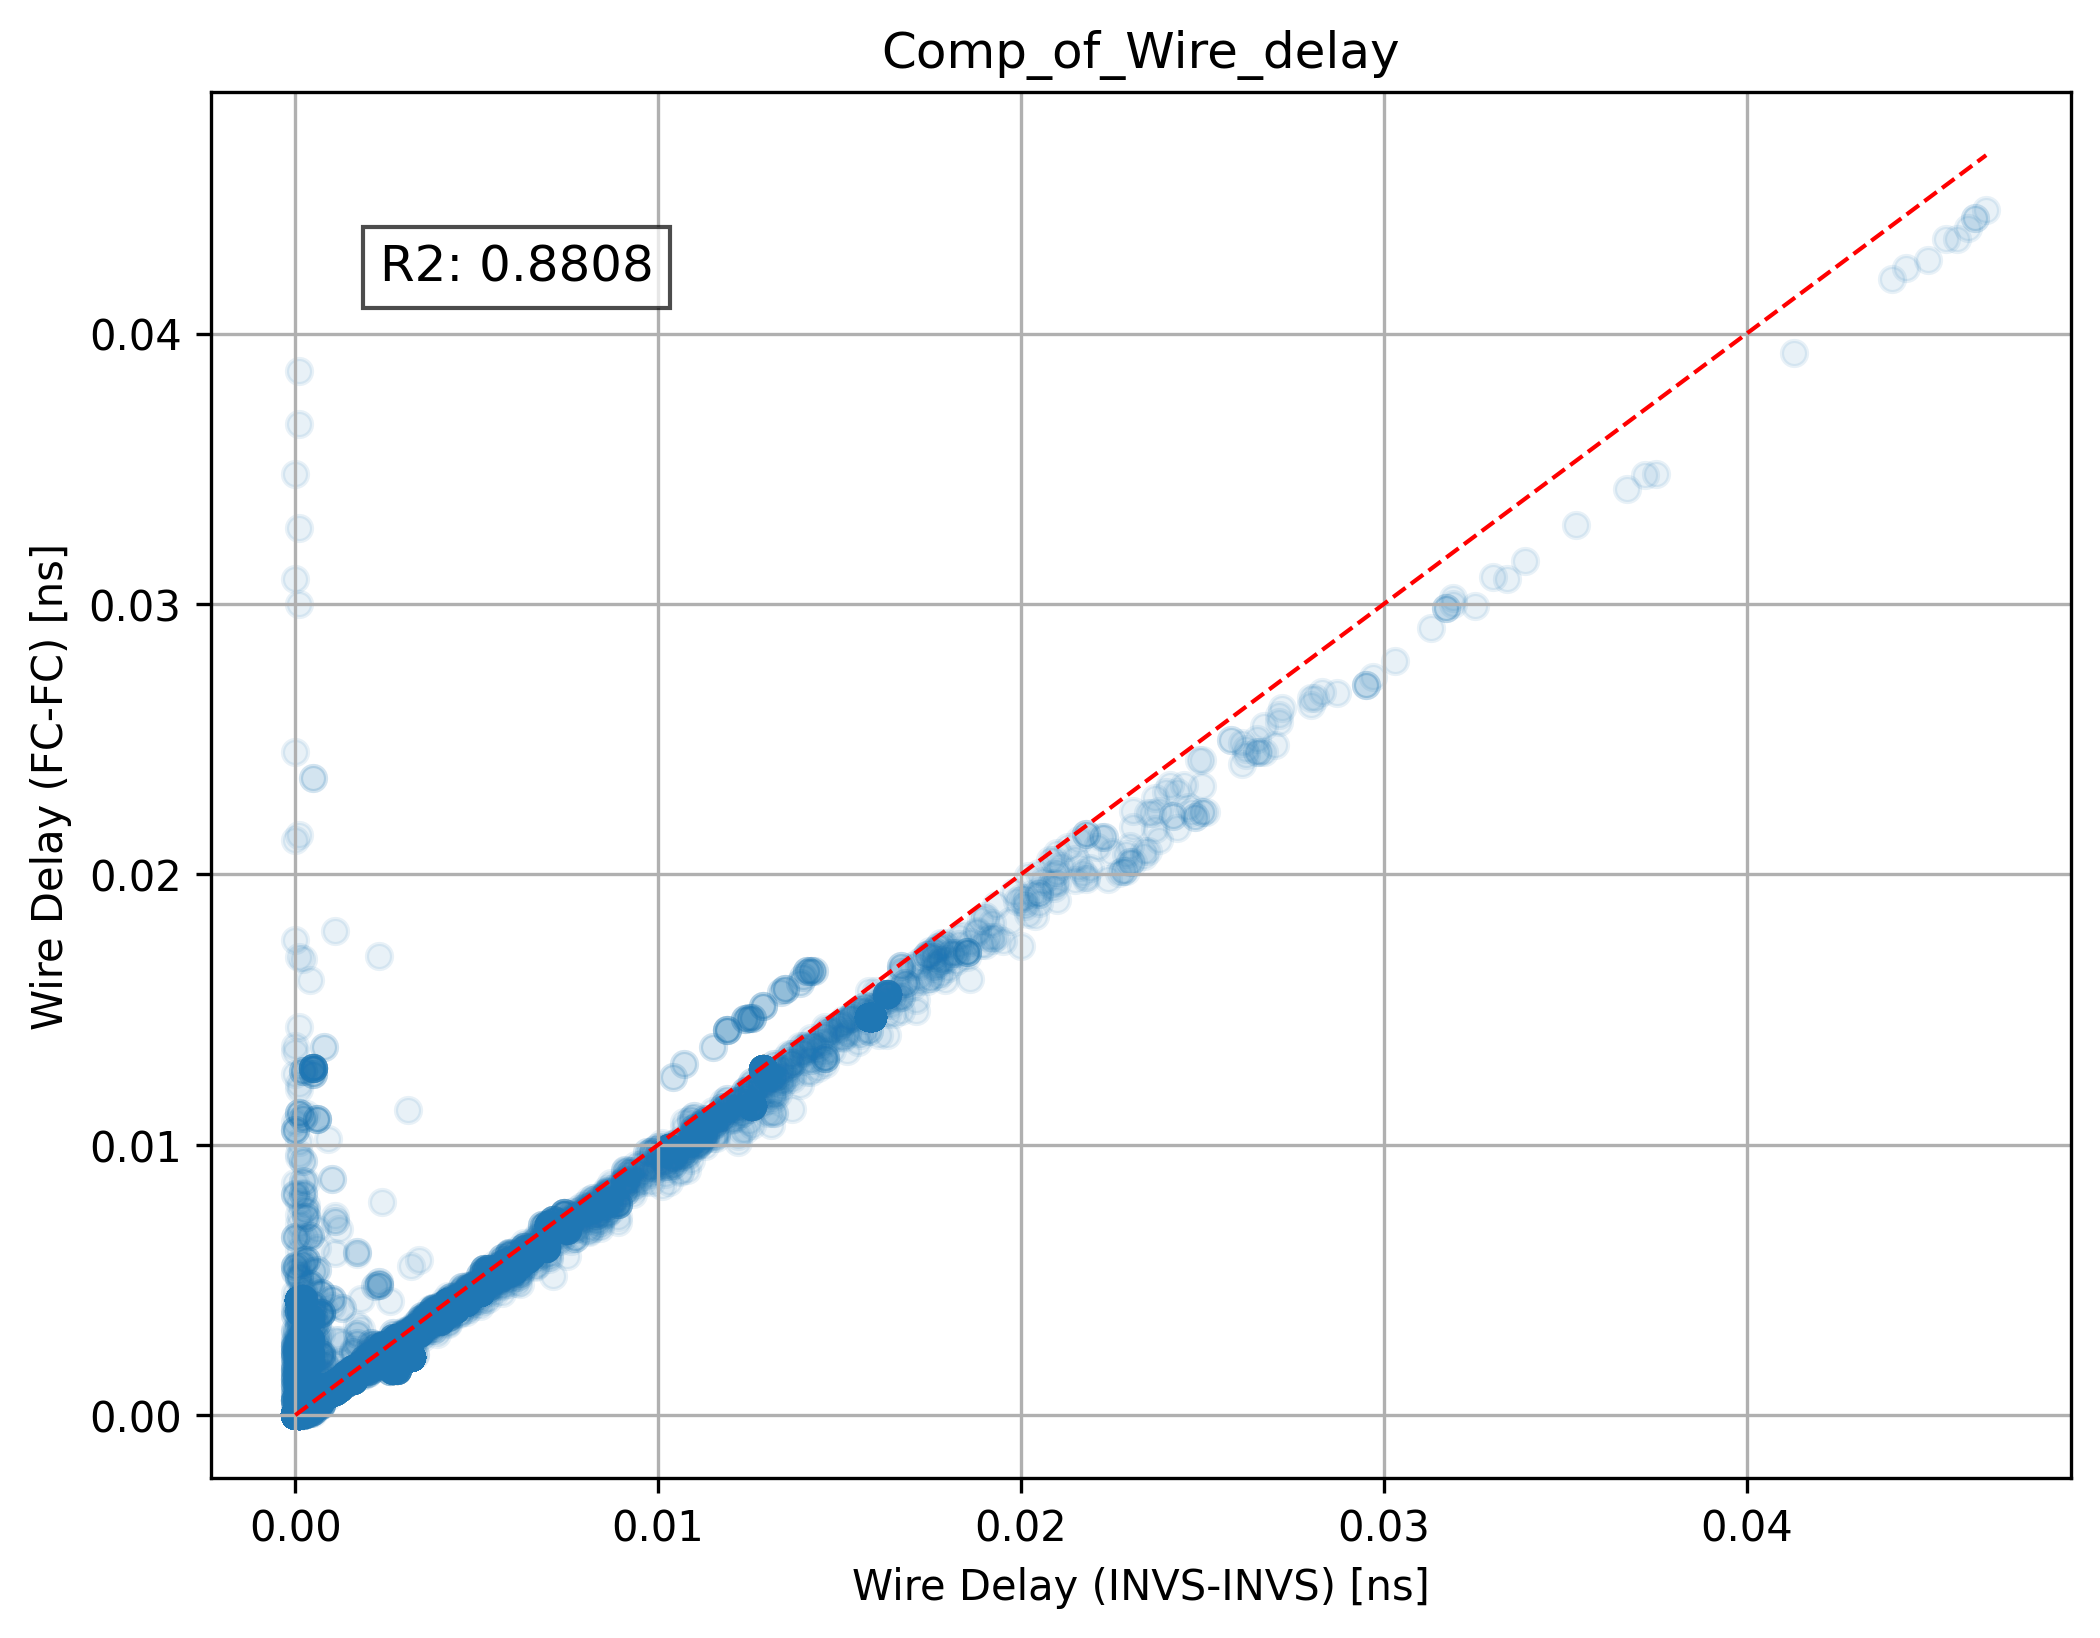 Comp_of_Wire_delay
R2: 0.8808
Wire Delay (FC-FC) [ns]
0.04
0.03
0.02
0.01
0.00
0.00 0.01 0.02 0.03 0.04
Wire Delay (INVS-INVS) [ns]